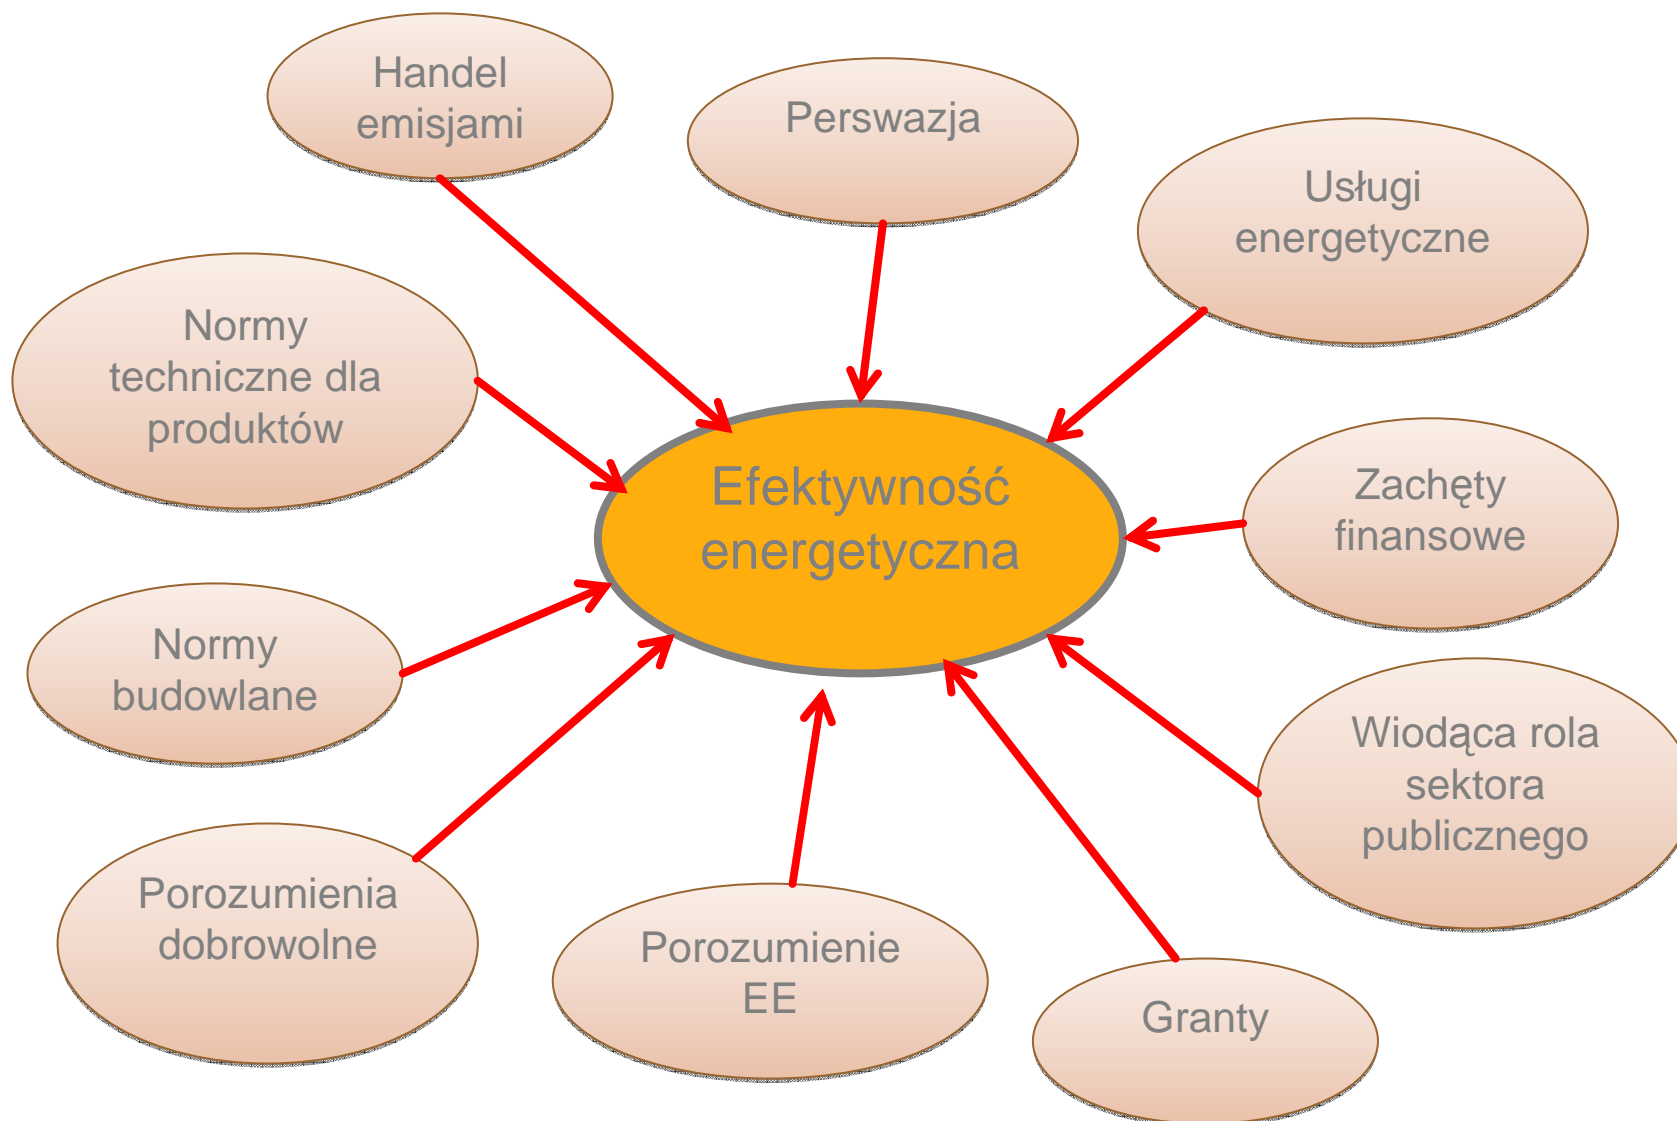 Handel
emisjami
Perswazja
Usługi
energetyczne
Normy
techniczne dla
produktów
Efektywność
energetyczna
Zachęty
finansowe
Normy
budowlane
Wiodąca rola
sektora
publicznego
Porozumienia
dobrowolne
Porozumienie
EE
Granty